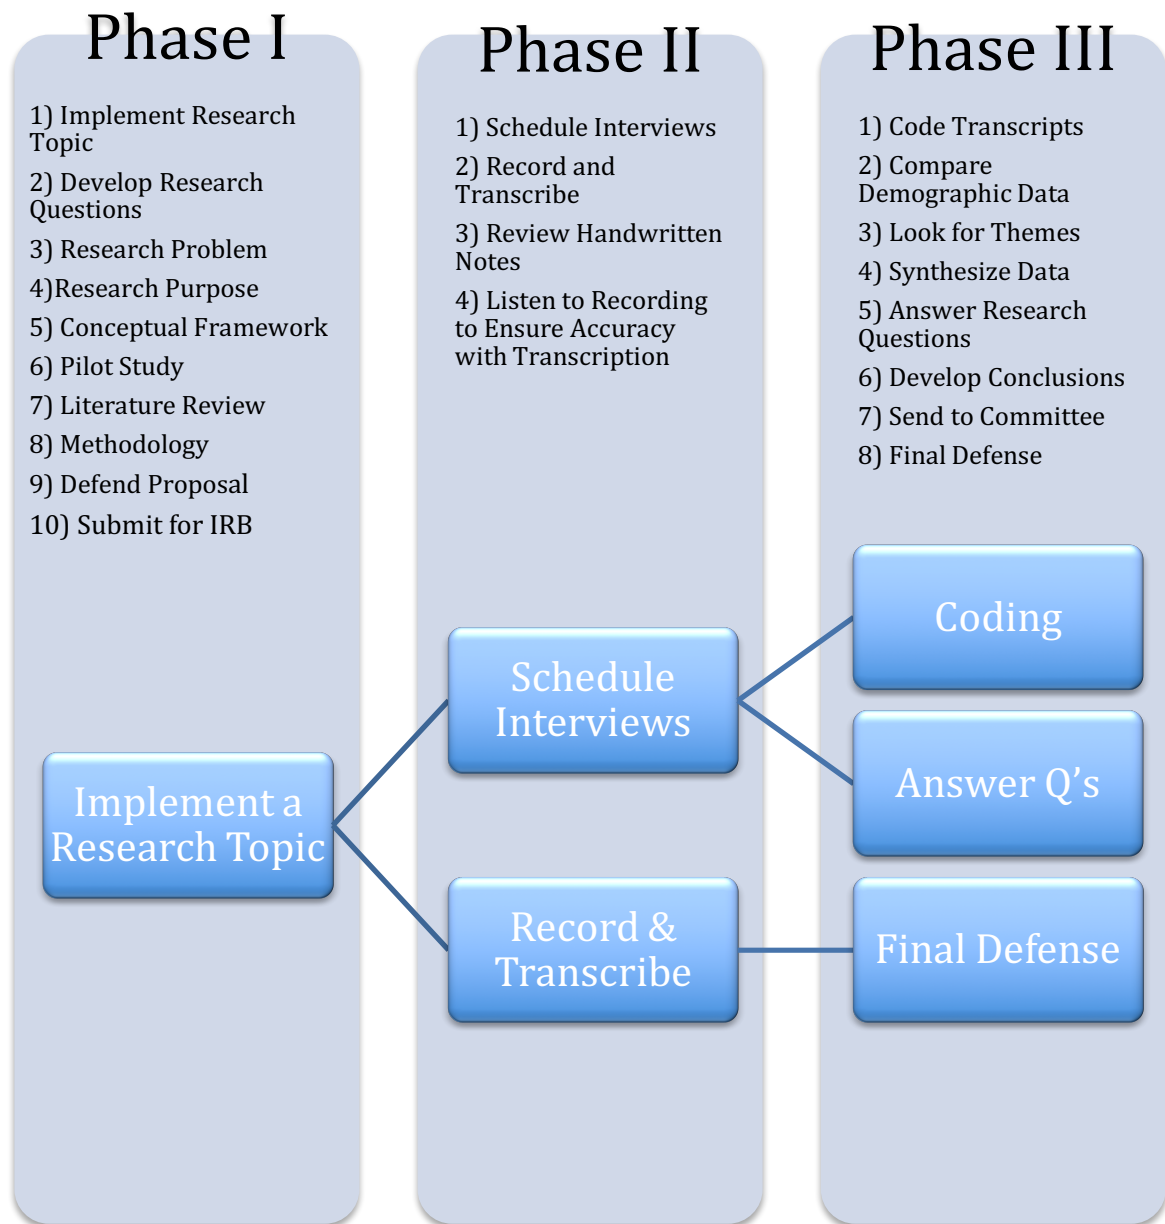 Phase I
1) Implement Research
Topic
2) Develop Research
Questions
3) Research Problem
4)Research Purpose
5) Conceptual Framework
6) Pilot Study
7) Literature Review
8) Methodology
9) Defend Proposal
10) Submit for IRB
Implement a
Research Topic
Phase II
1) Schedule Interviews
2) Record and
Transcribe
3) Review Handwritten
Notes
4) Listen to Recording
to Ensure Accuracy
with Transcription
Schedule
Interviews
Record &
Transcribe
Phase III
1) Code Transcripts
2) Compare
Demographic Data
3) Look for Themes
4) Synthesize Data
5) Answer Research
Questions
6) Develop Conclusions
7) Send to Committee
8) Final Defense
Coding
Answer Q's
Final Defense